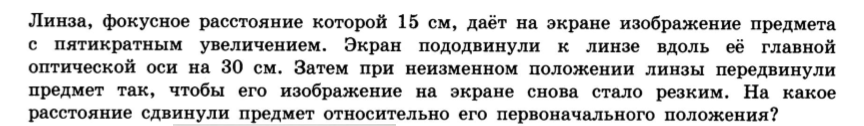 Линза, фокусное расстояние которой 15 см, даёт на экране изображение предмета
с пятикратным увеличением. Экран пододвинули к линзе вдоль её главной
оптической оси на 30 см. Затем при неизменном положении линзы передвинули
предмет так, чтобы его изображение на экране снова стало резким. На какое
расстояние сдвинули предмет относительно его первоначального положения?